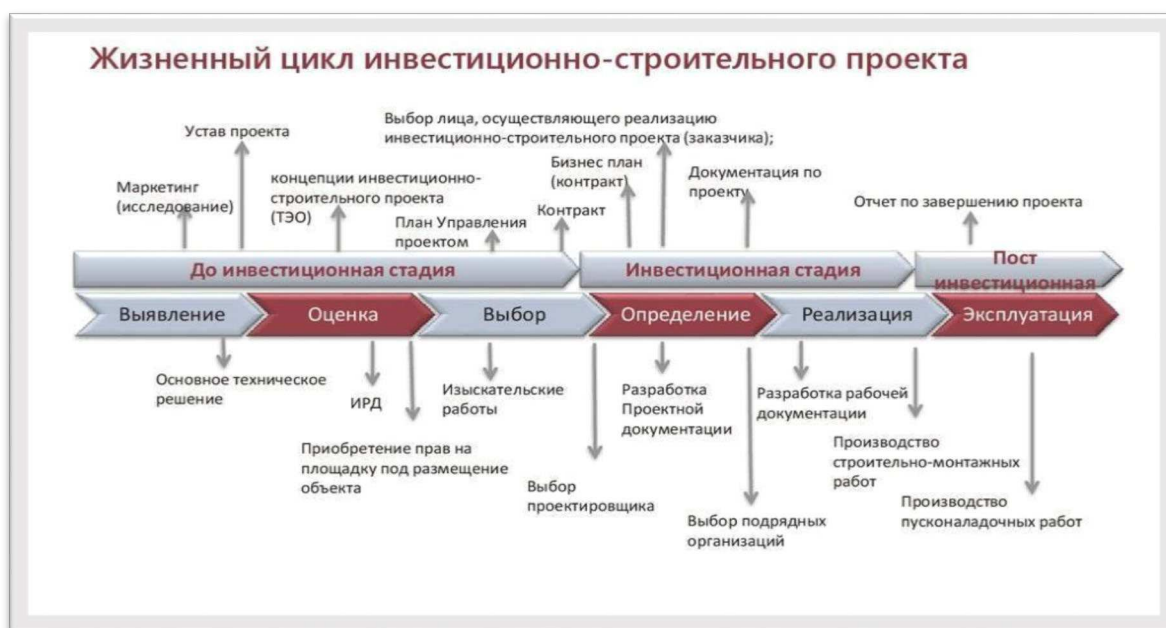 Жизненный цикл инвестиционно-строительного проекта
Устав проекта
Выбор лица, осуществляющего реализацию
инвестиционно-строительного проекта (заказчика);
Маркетинг
(исследование)
концепции инвестиционно-
строительного проекта
(ТЭО)
План Управления
проектом
Контракт
Бизнес план
(контракт)
Документация по
проекту
Отчет по завершению проекта
До инвестиционная стадия
Инвестиционная стадия
Пост
инвестиционная
Выявление
Оценка
Выбор
Определение
Реализация
Эксплуатация
Основное техническое
решение
ИРД
Приобретение прав на
площадку под размещение
объекта
Изыскательские
работы
Выбор
проектировщика
Разработка
Проектной
документации
Выбор подрядных
организаций
Разработка рабочей
документации
Производство
строительно-монтажных
работ
Производство
пусконаладочных работ